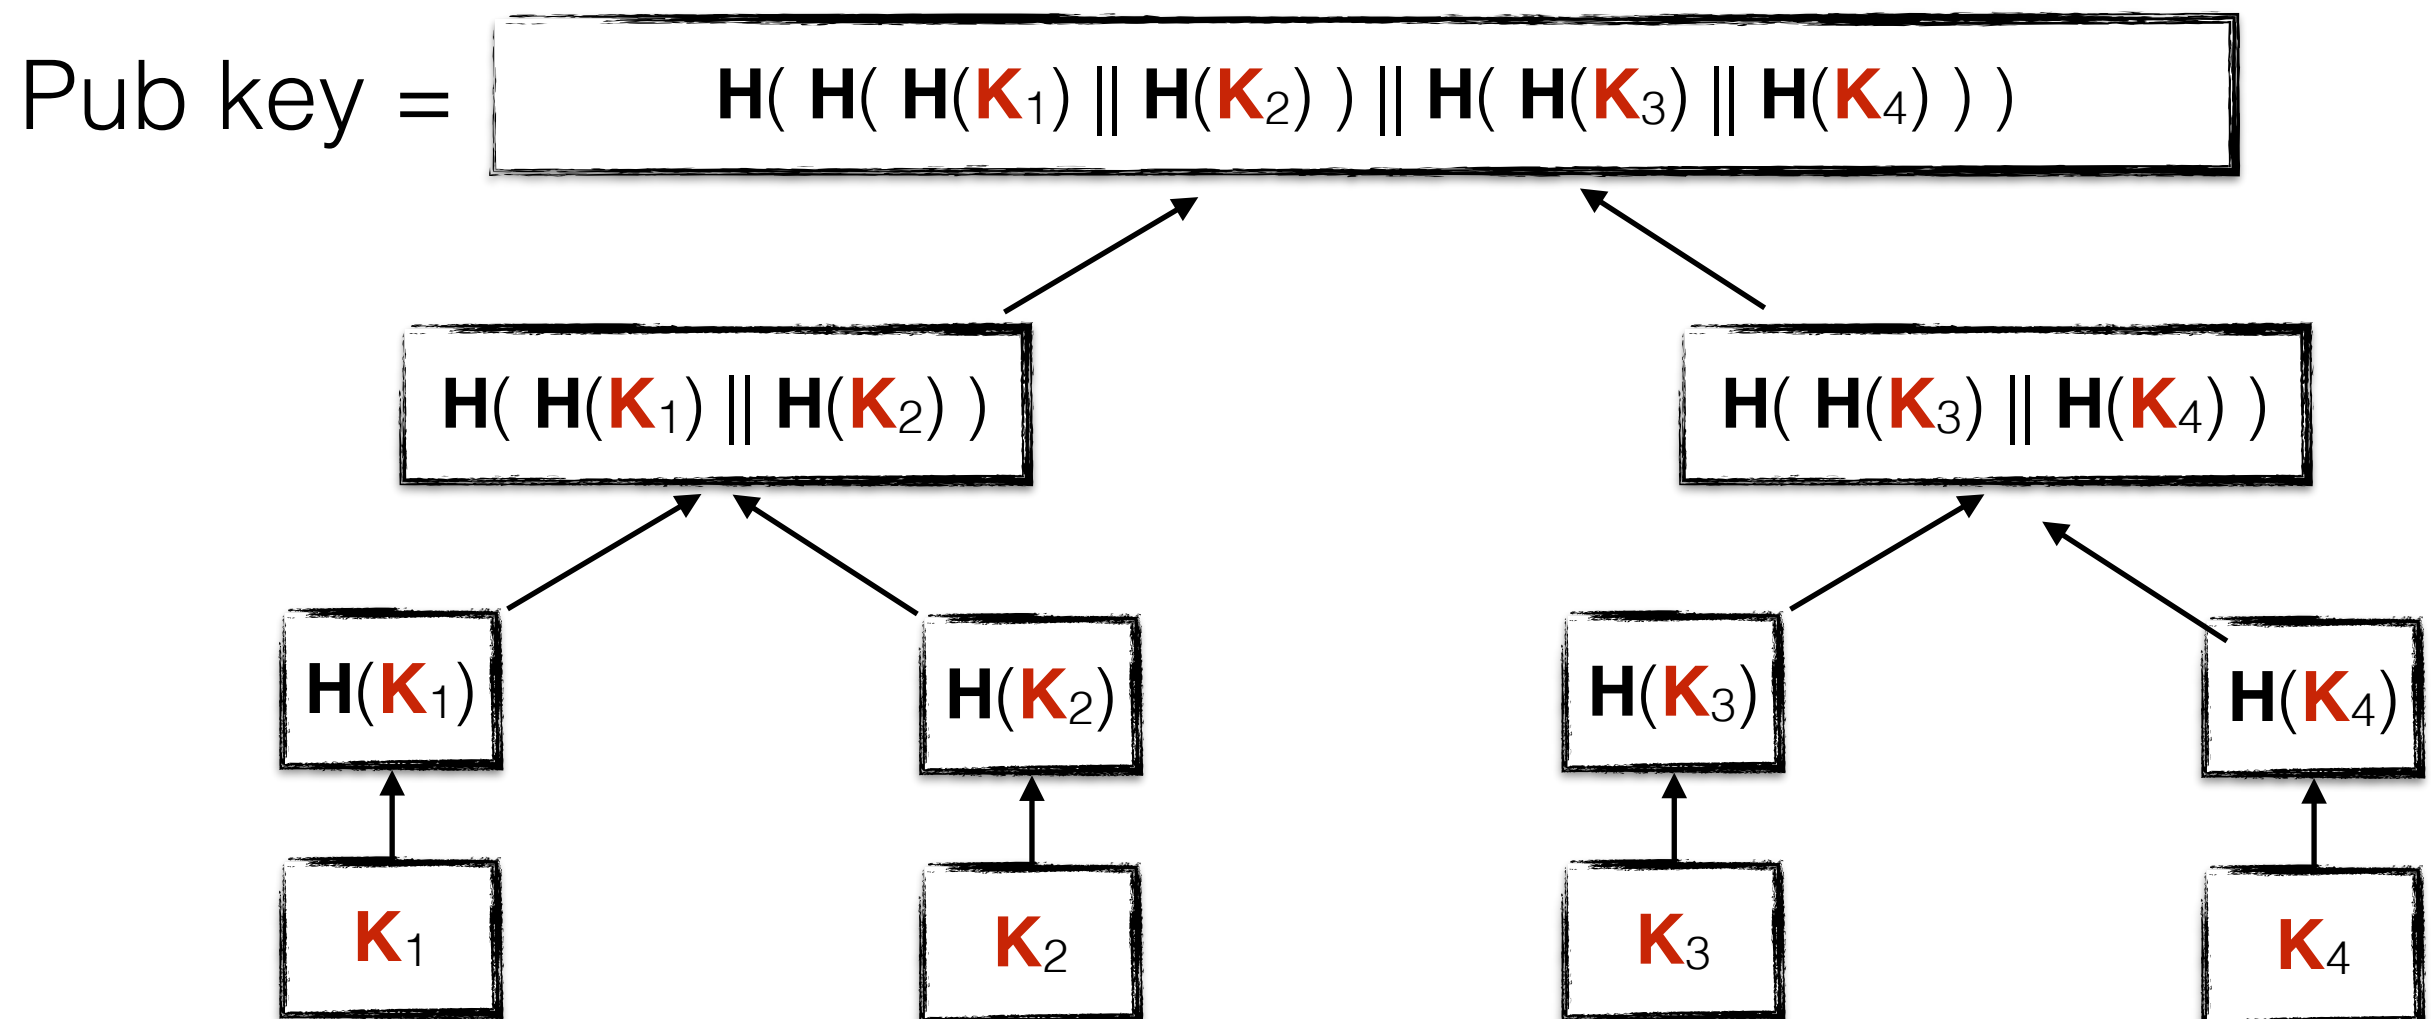 Pub key = H( H( H(K₁) || H(K₂) ) || H( H(K₃) || H(K₄) ) )
H( H(K₁) || H(K₂) )
H( H(K₃) || H(K₄) )
H(K₁)
H(K₂)
H(K₃)
H(K₄)
K₁
K₂
K₃
K₄